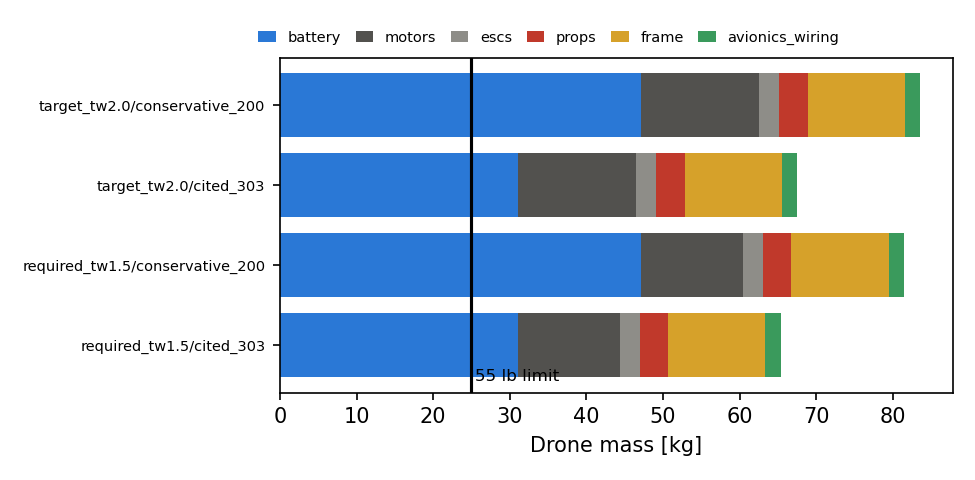 battery motors escs props frame avionics_wiring
target_tw2.0/conservative_200
target_tw2.0/cited_303
required_tw1.5/conservative_200
required_tw1.5/cited_303
55 lb limit
0 10 20 30 40 50 60 70 80
Drone mass [kg]